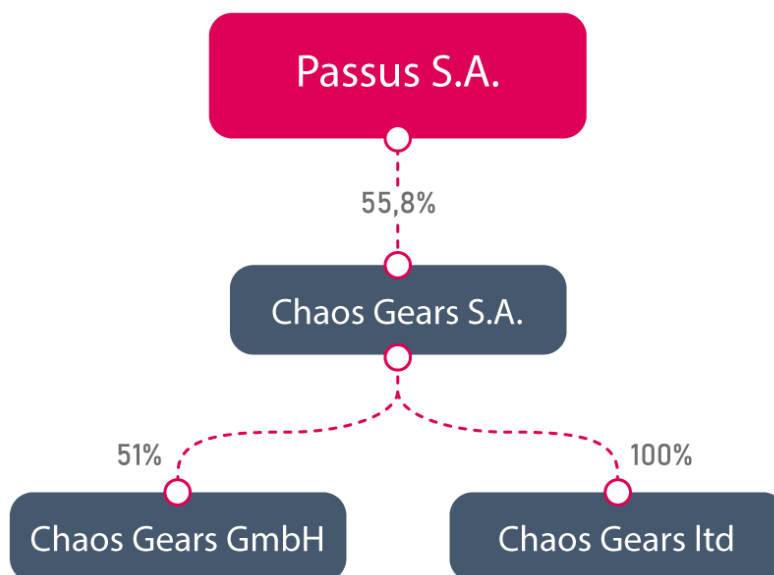 Passus S.A.
55,8%
Chaos Gears S.A.
51%
100%
Chaos Gears GmbH
Chaos Gears ltd